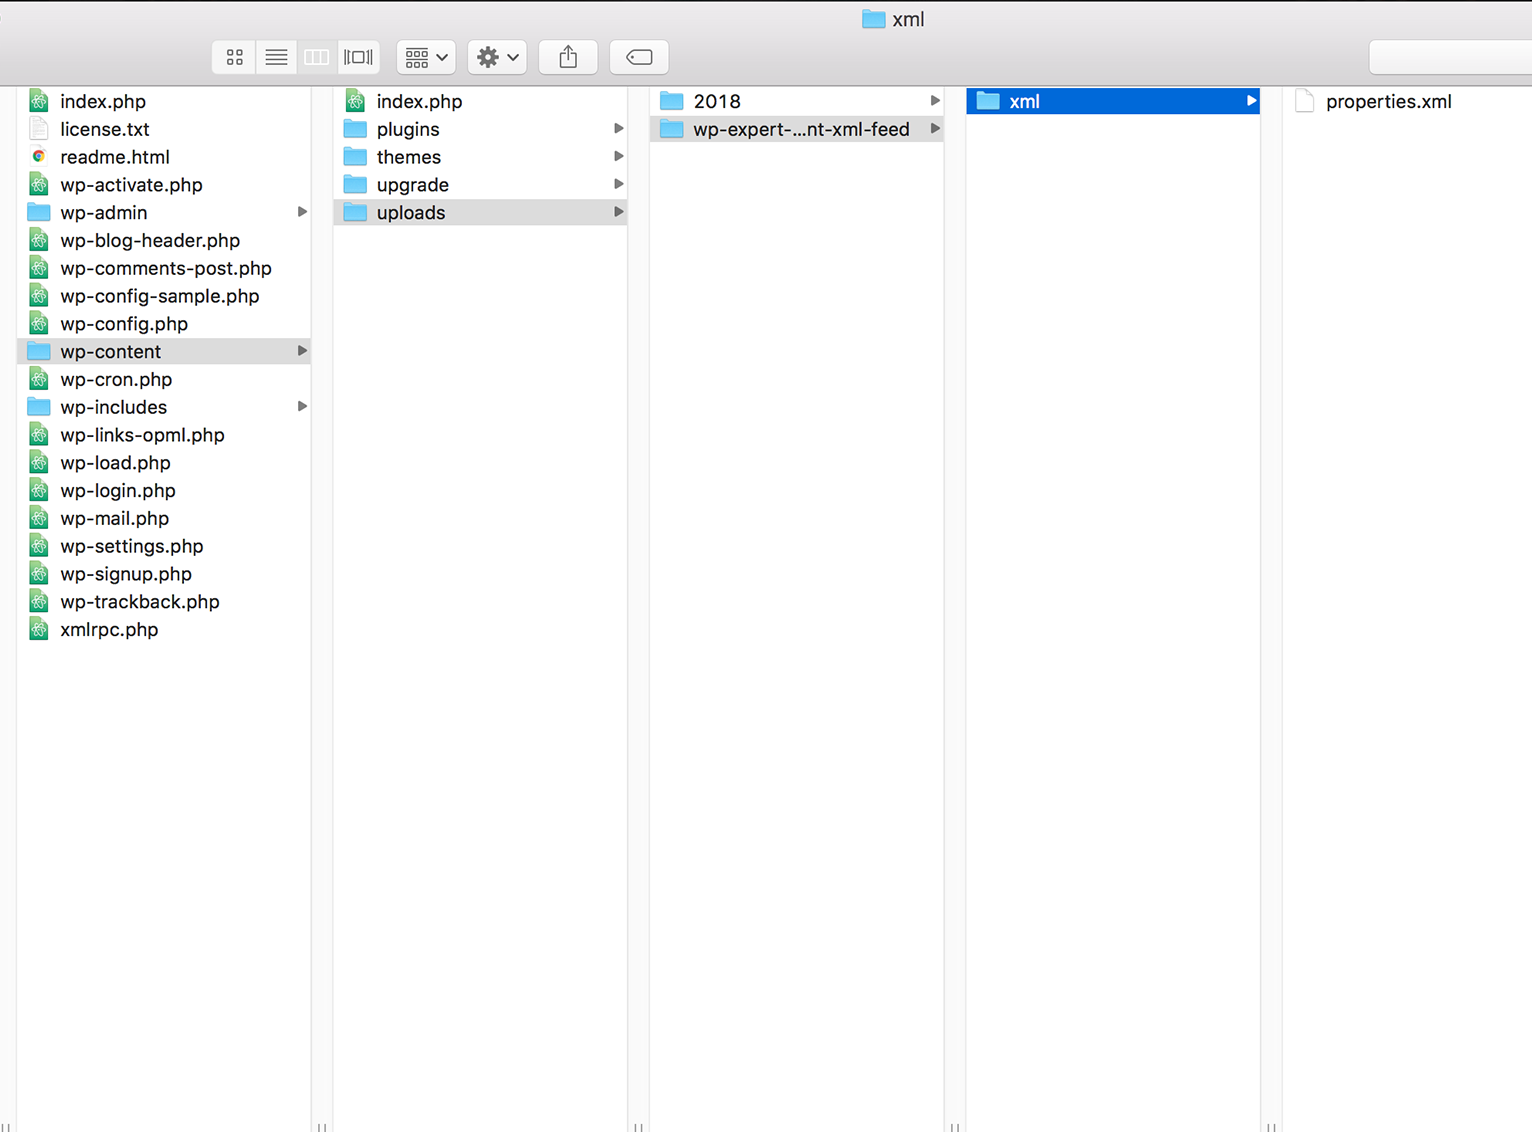 xml
index.php
license.txt
readme.html
wp-activate.php
wp-admin
wp-blog-header.php
wp-comments-post.php
wp-config-sample.php
wp-config.php
wp-content
wp-cron.php
wp-includes
wp-links-opml.php
wp-load.php
wp-login.php
wp-mail.php
wp-settings.php
wp-signup.php
wp-trackback.php
xmlrpc.php
index.php
plugins
themes
upgrade
uploads
2018
wp-expert-...nt-xml-feed
xml
properties.xml